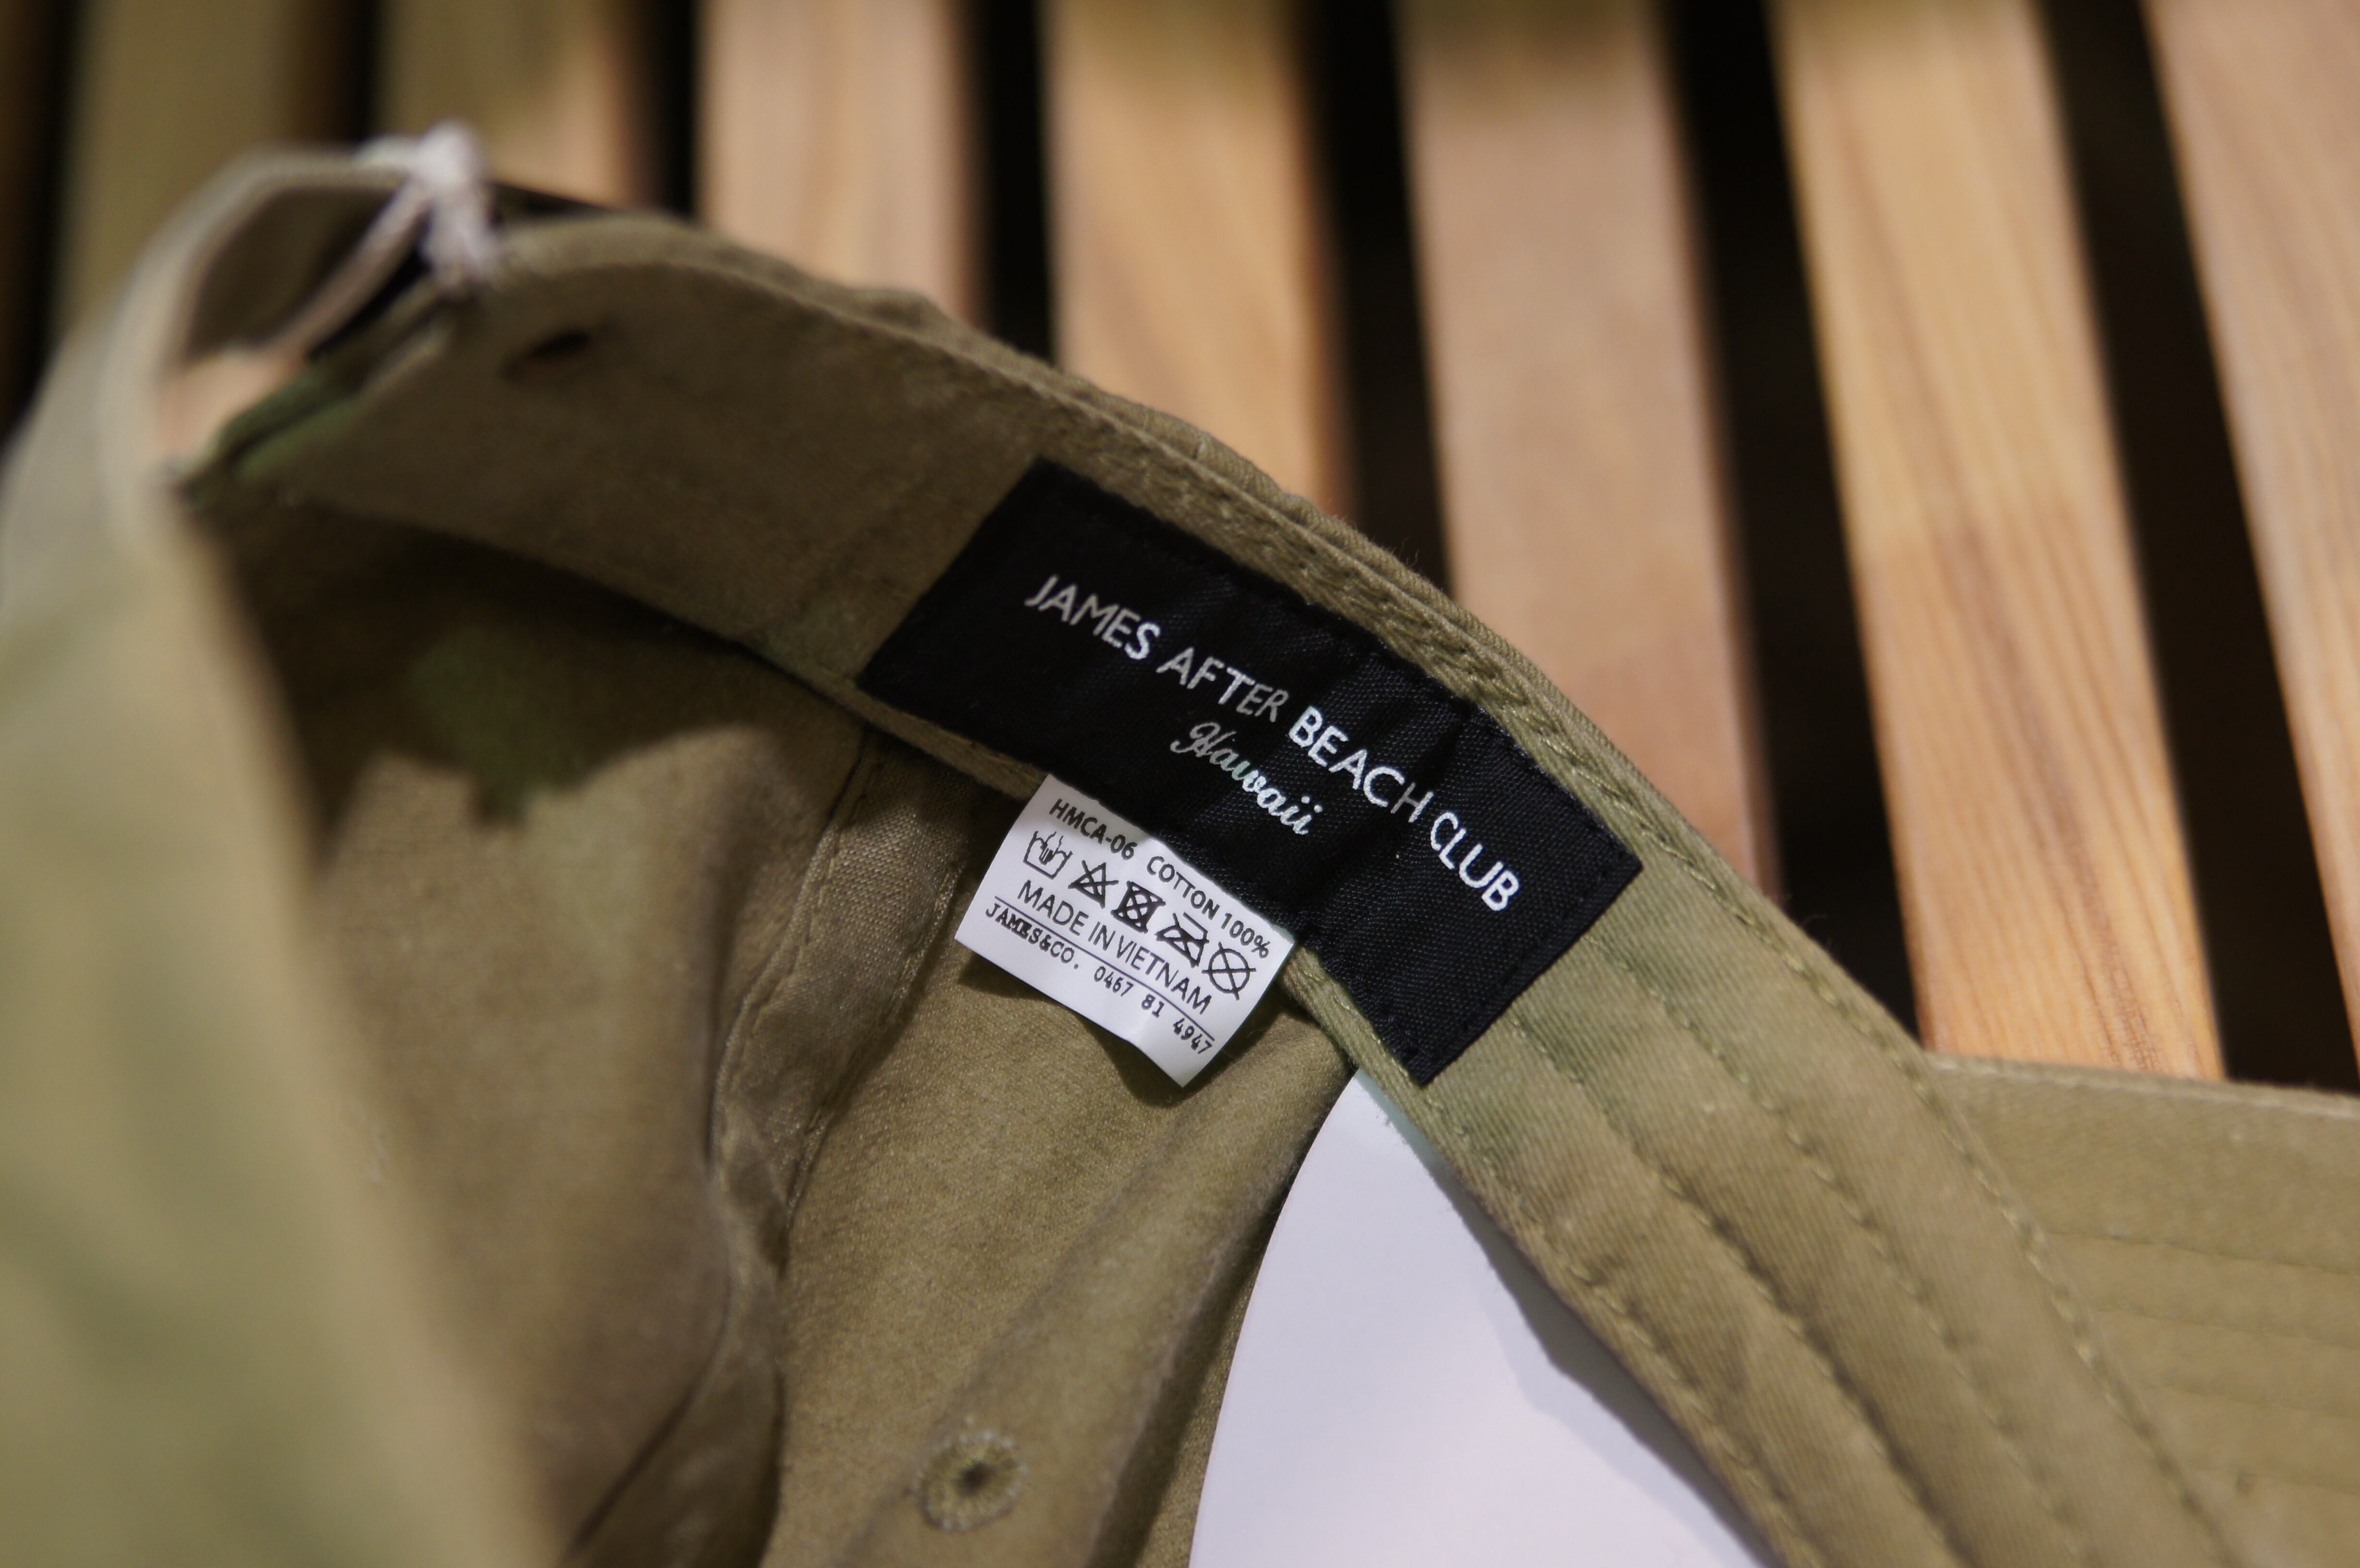 JAMES AFTER BEACH CLUB
Hawaii
HMCA-06 COTTON 100%
MADE IN VIETNAM
JAMES&CO. 0467 81 4947